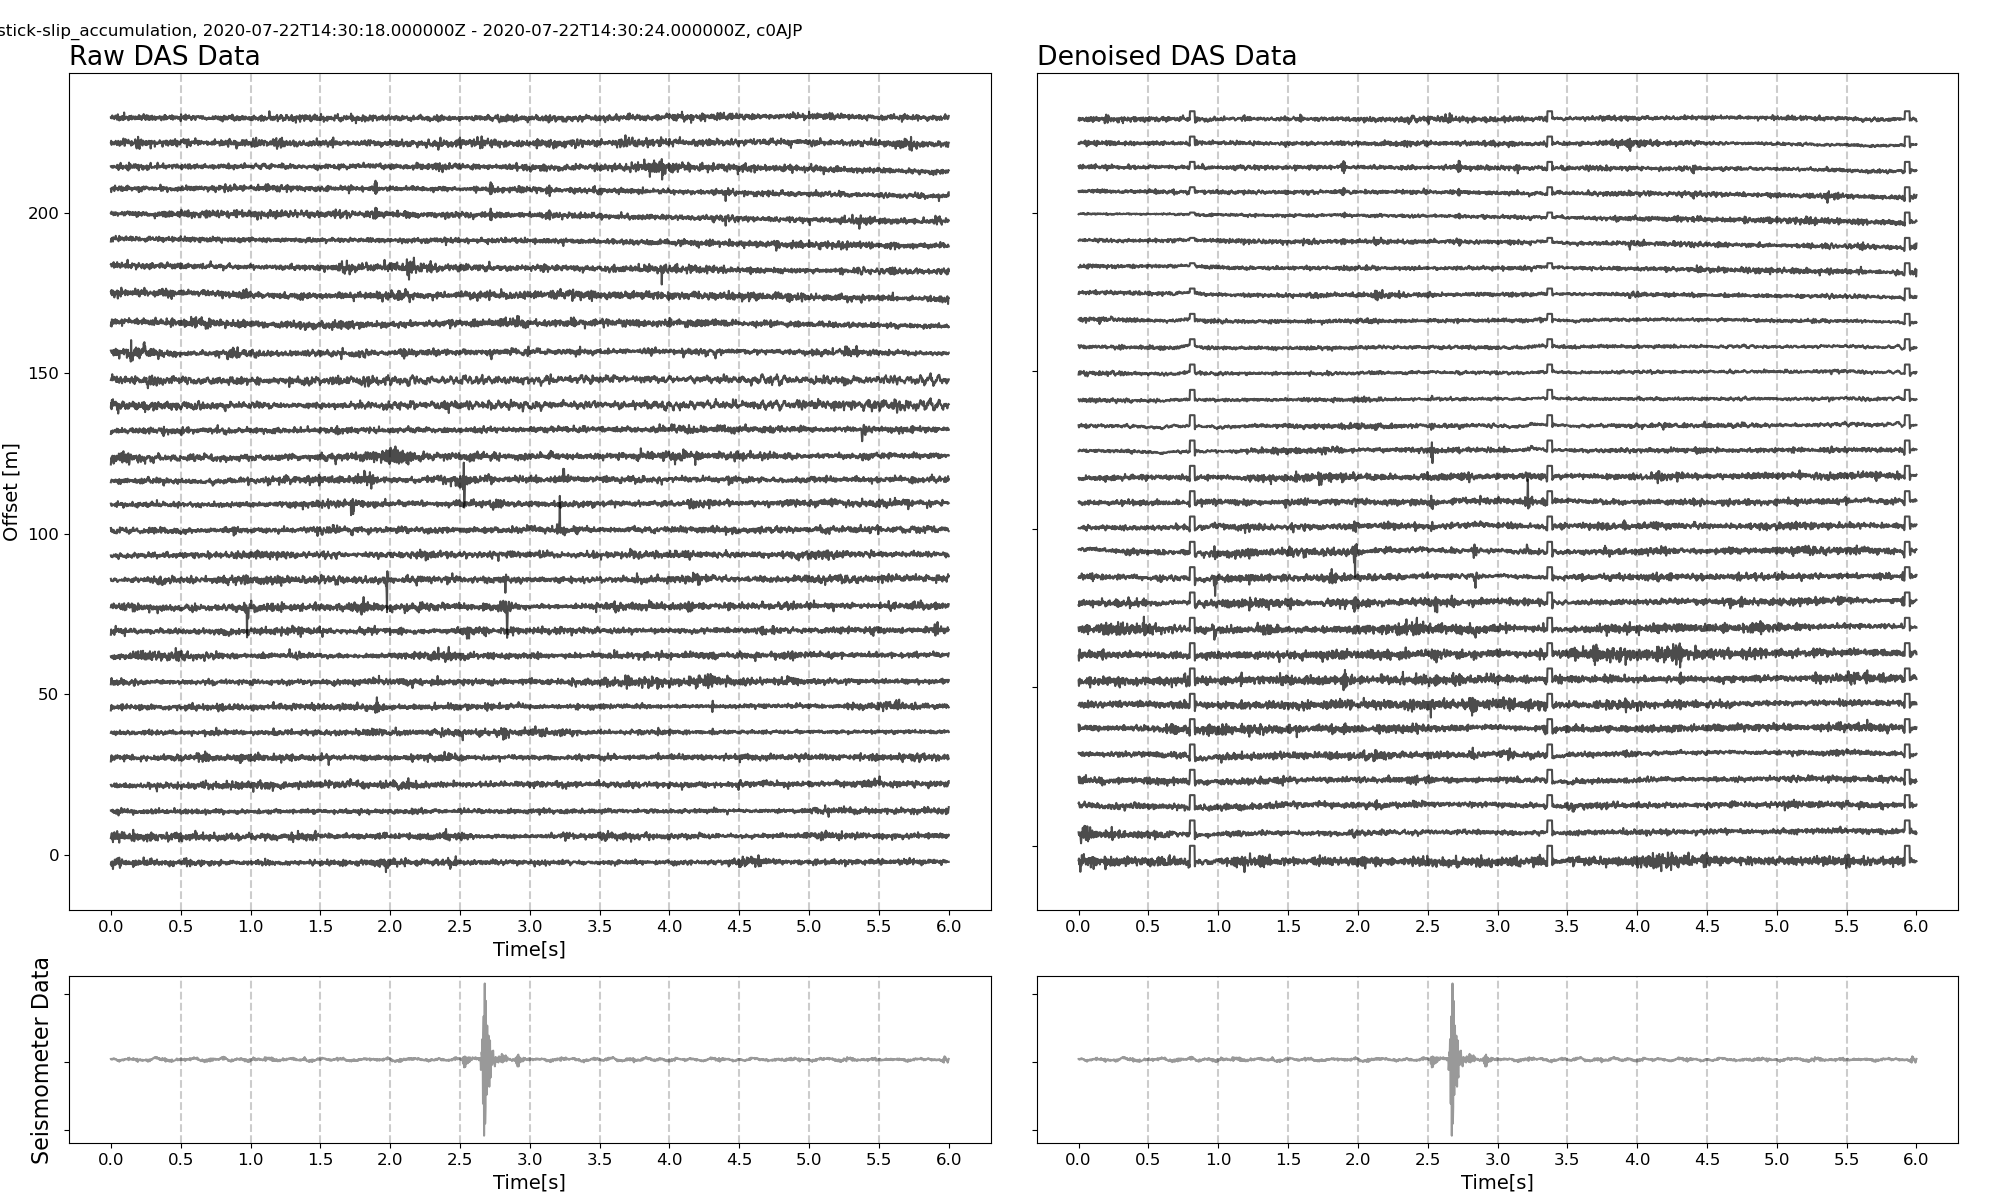 stick-slip_accumulation, 2020-07-22T14:30:18.000000Z - 2020-07-22T14:30:24.000000Z, c0AJP
Raw DAS Data
Denoised DAS Data
Offset [m]
200
150
100
50
0
0.0 0.5 1.0 1.5 2.0 2.5 3.0 3.5 4.0 4.5 5.0 5.5 6.0
Time[s]
0.0 0.5 1.0 1.5 2.0 2.5 3.0 3.5 4.0 4.5 5.0 5.5 6.0
Seismometer Data
0.0 0.5 1.0 1.5 2.0 2.5 3.0 3.5 4.0 4.5 5.0 5.5 6.0
Time[s]
0.0 0.5 1.0 1.5 2.0 2.5 3.0 3.5 4.0 4.5 5.0 5.5 6.0
Time[s]